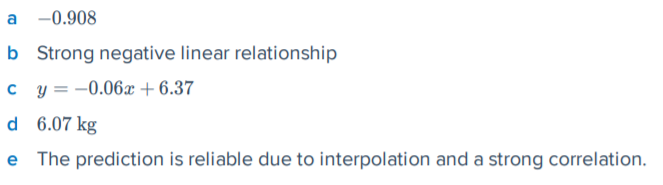 a −0.908
b Strong negative linear relationship
c y = −0.06x + 6.37
d 6.07 kg
e The prediction is reliable due to interpolation and a strong correlation.